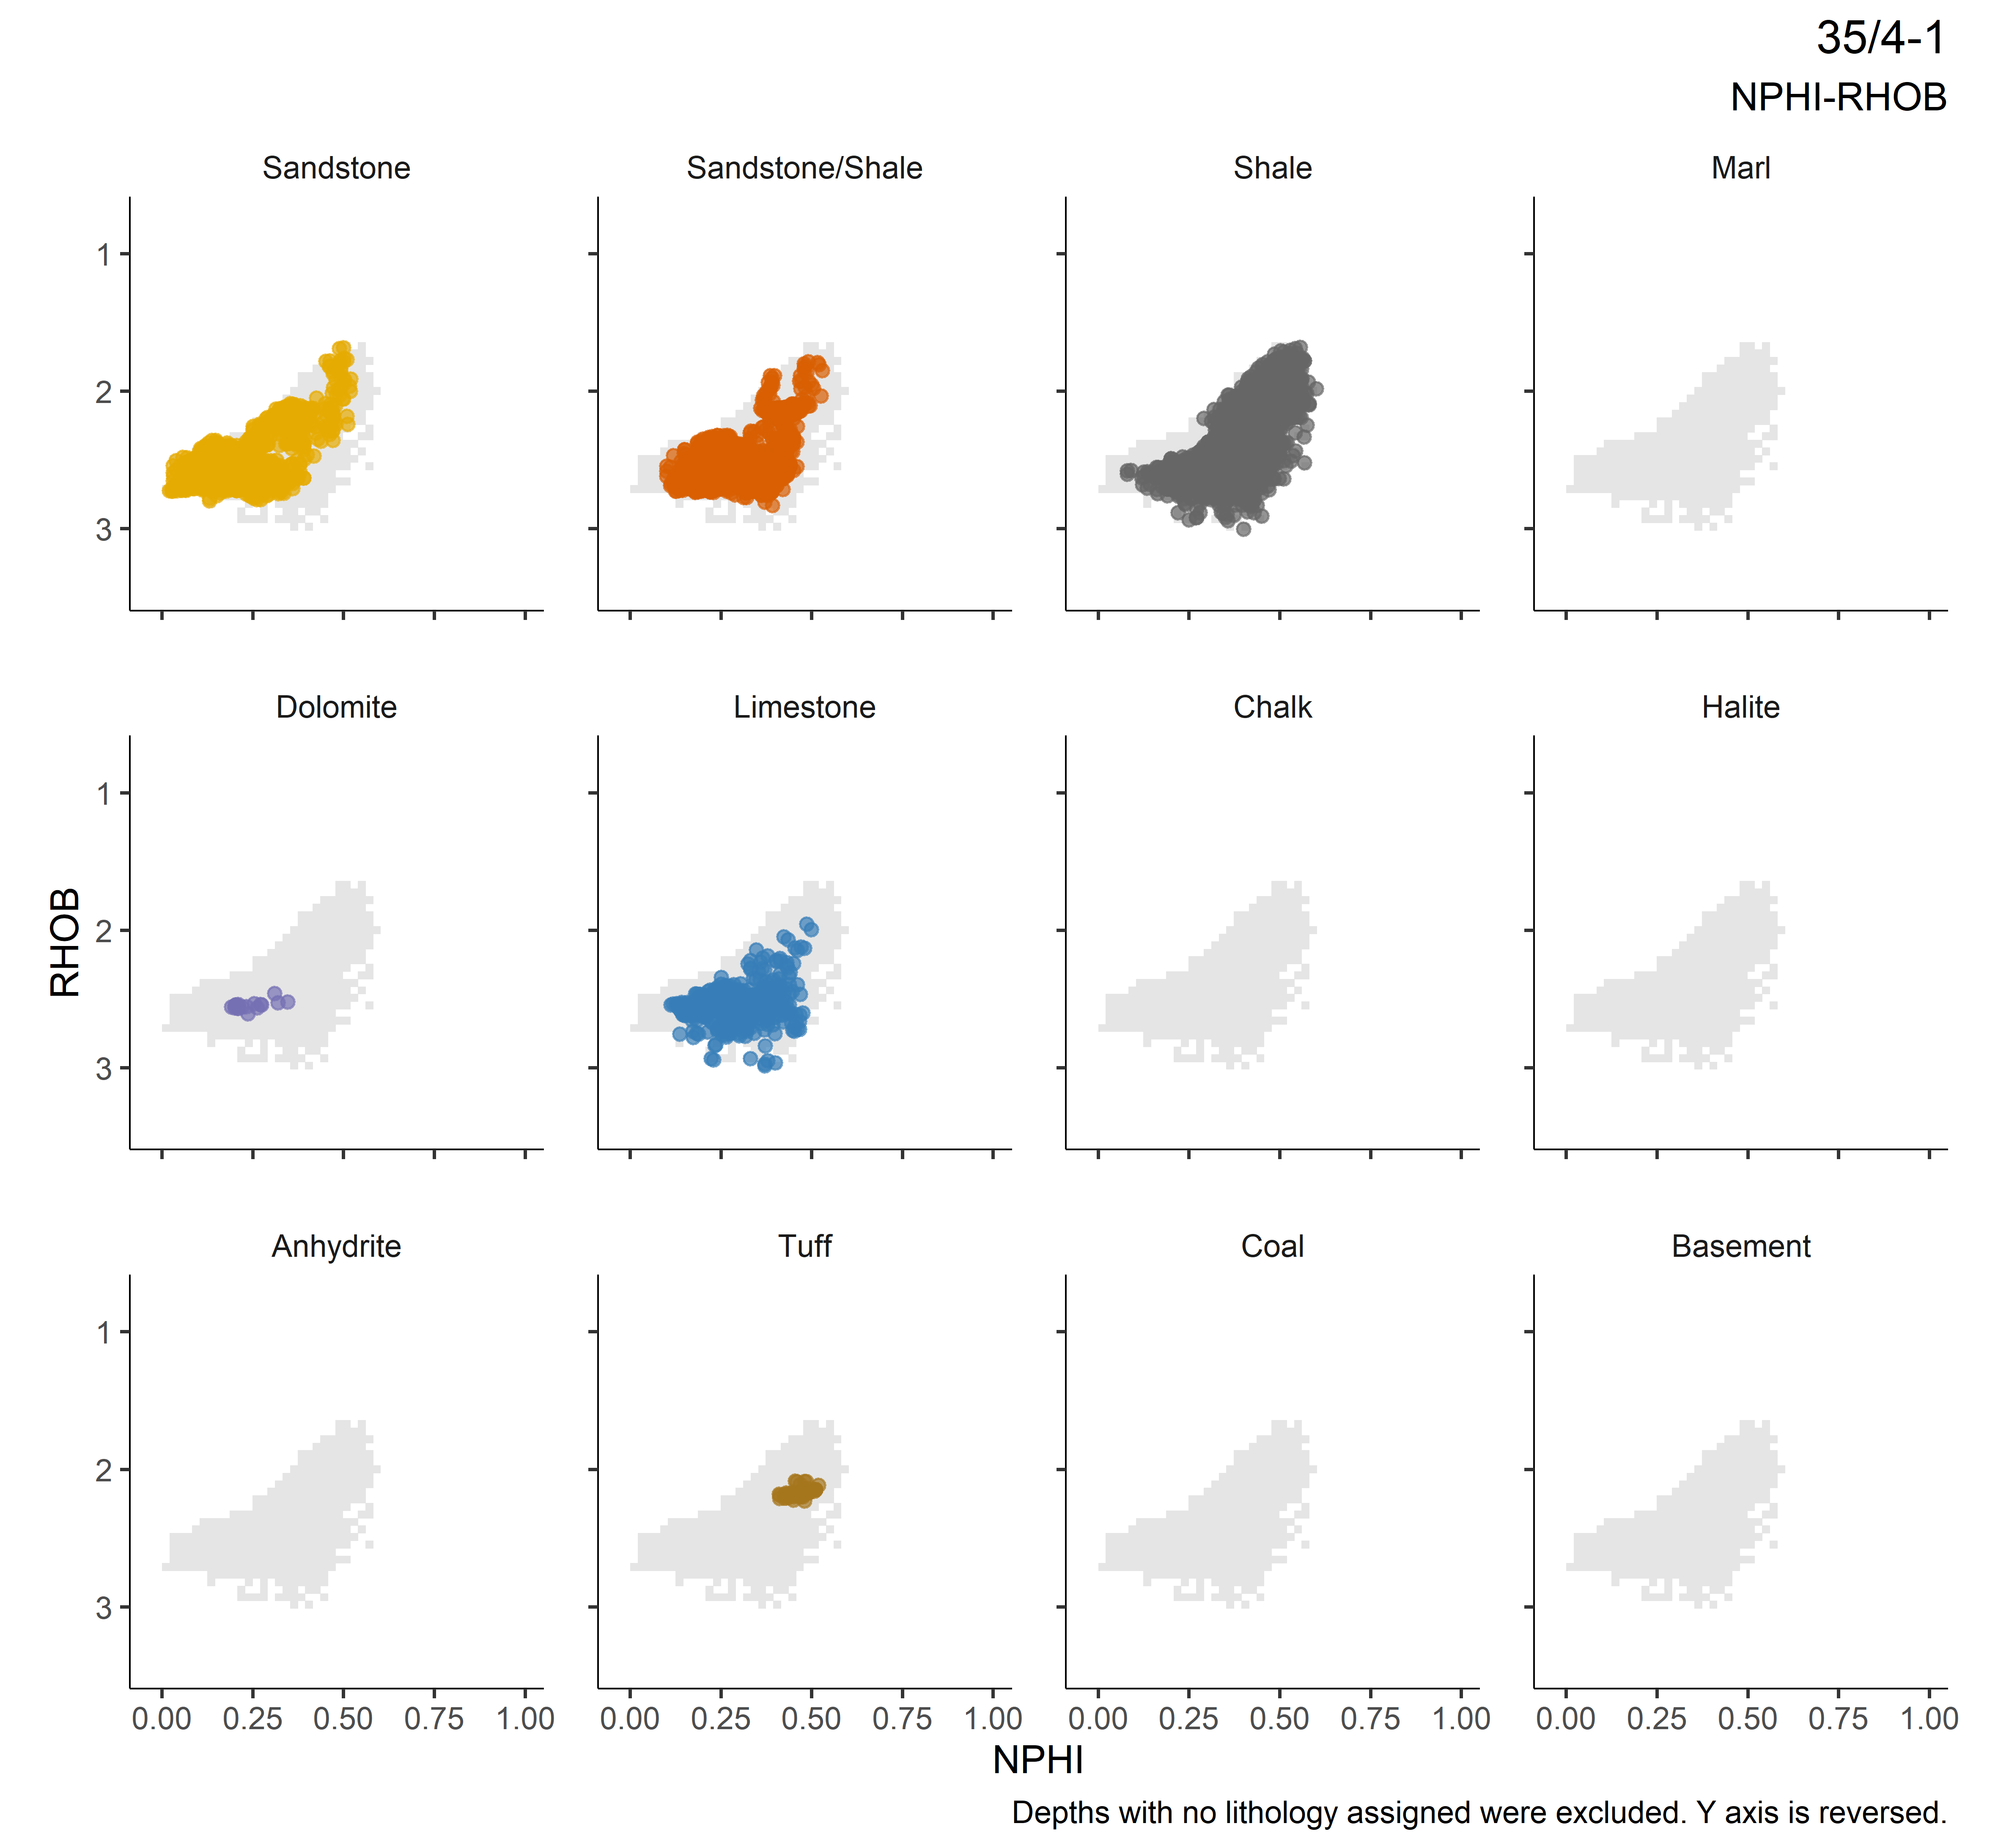 35/4-1
NPHI-RHOB
Sandstone Sandstone/Shale Shale Marl
1
2
3
Dolomite Limestone Chalk Halite
1
2
3
RHOB
Anhydrite Tuff Coal Basement
1
2
3
0.00 0.25 0.50 0.75 1.00 0.00 0.25 0.50 0.75 1.00 0.00 0.25 0.50 0.75 1.00 0.00 0.25 0.50 0.75 1.00
NPHI
Depths with no lithology assigned were excluded. Y axis is reversed.